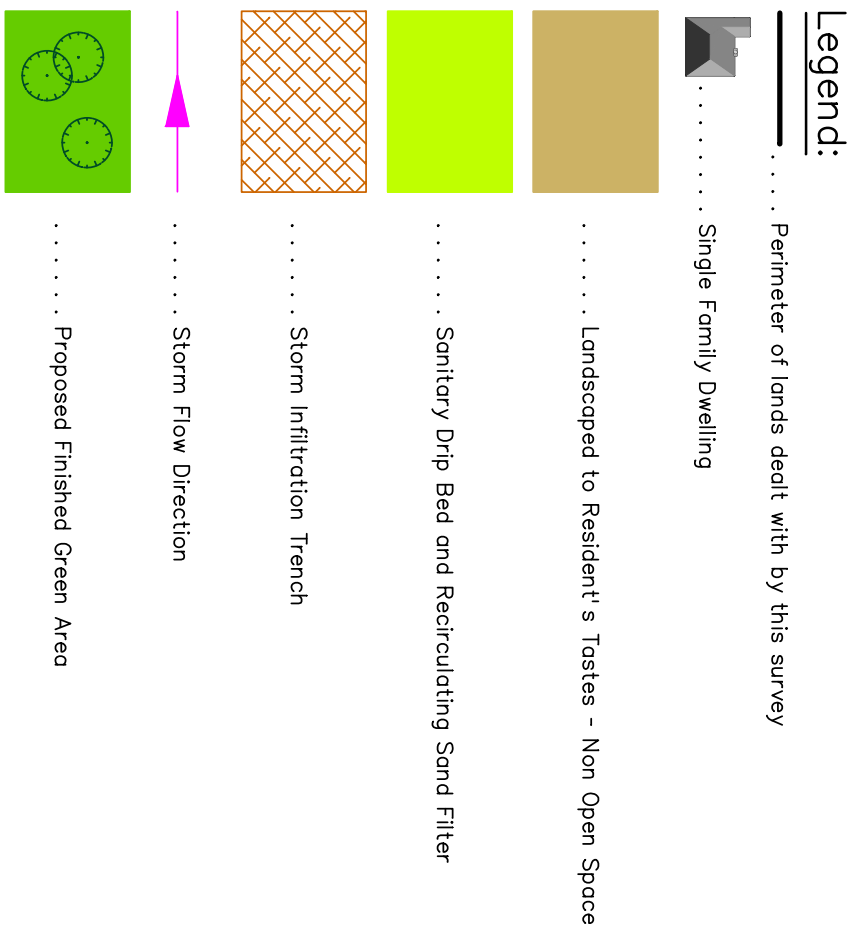 Legend:
. . . . Perimeter of lands dealt with by this survey
. . . . . . . . Single Family Dwelling
. . . . . . Landscaped to Resident's Tastes - Non Open Space
. . . . . . Sanitary Drip Bed and Recirculating Sand Filter
. . . . . . Storm Infiltration Trench
. . . . . . Storm Flow Direction
. . . . . . Proposed Finished Green Area